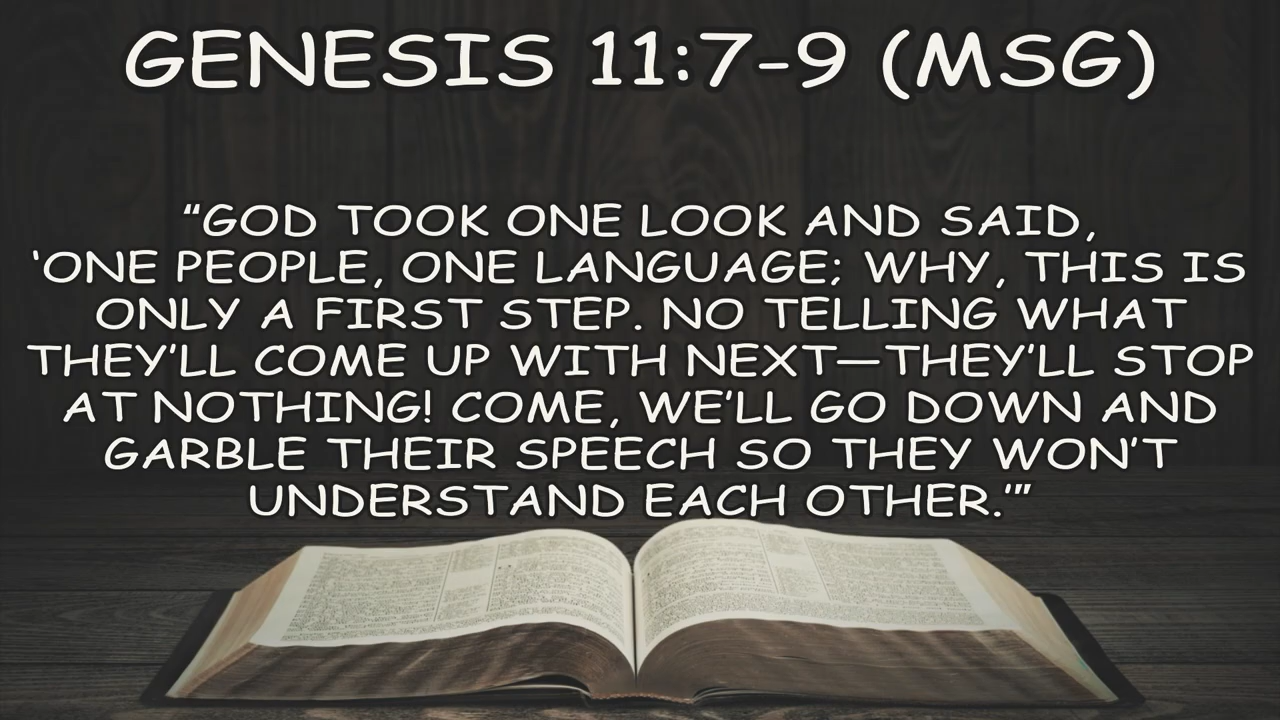 GENESIS 11:7-9 (MSG)
“GOD TOOK ONE LOOK AND SAID,
‘ONE PEOPLE, ONE LANGUAGE; WHY, THIS IS
ONLY A FIRST STEP. NO TELLING WHAT
THEY’LL COME UP WITH NEXT—THEY’LL STOP
AT NOTHING! COME, WE’LL GO DOWN AND
GARBLE THEIR SPEECH SO THEY WON’T
UNDERSTAND EACH OTHER.’”